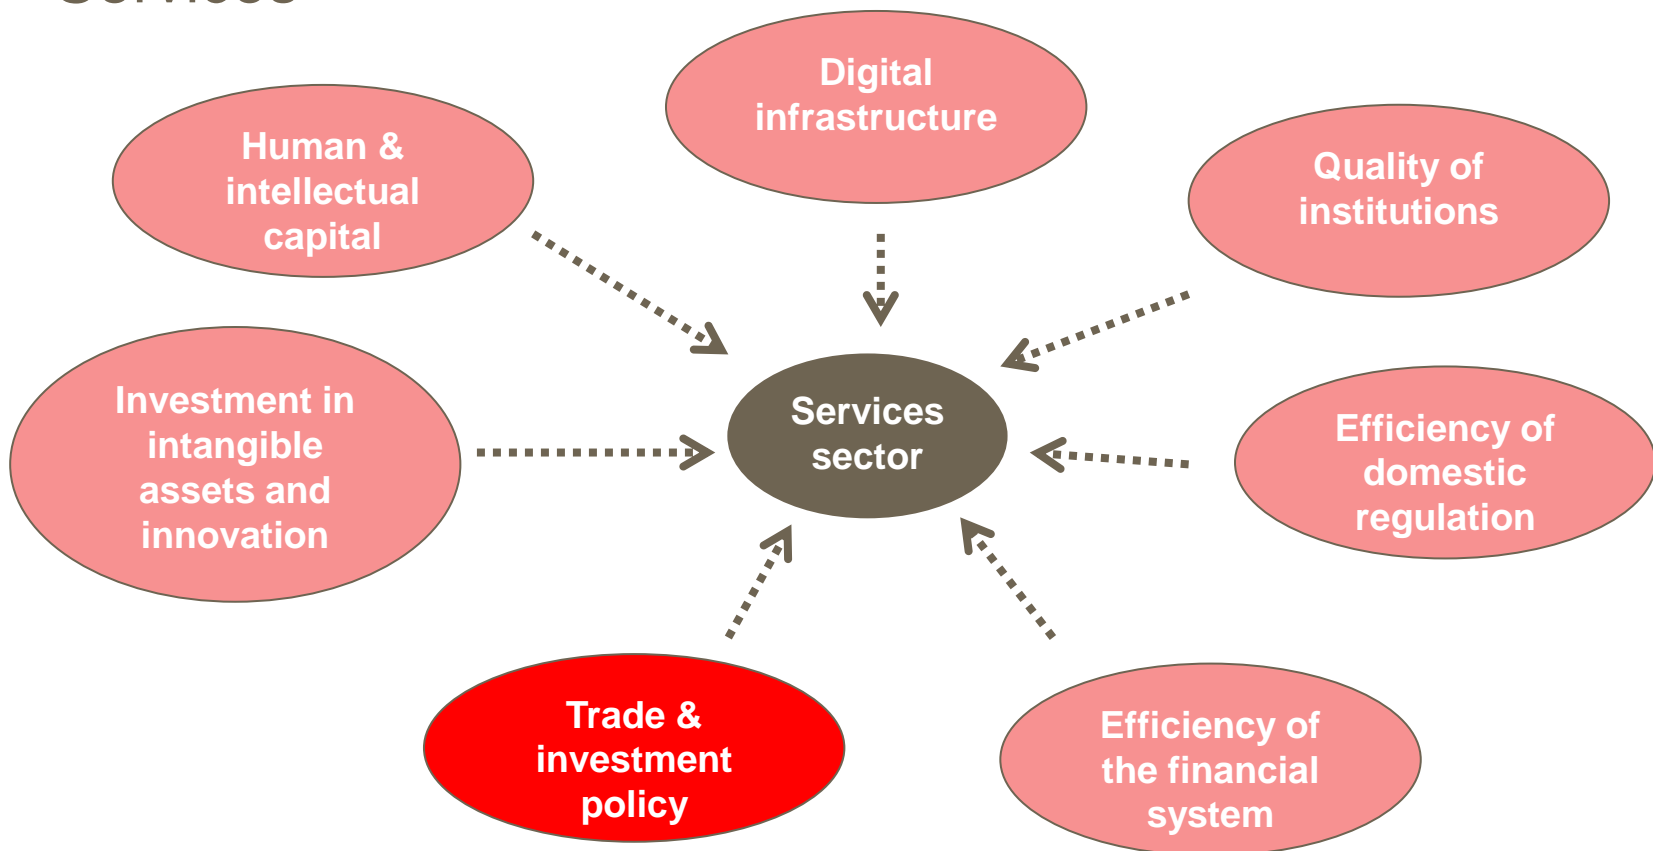 Services
Digital
infrastructure
Human &
intellectual
capital
Quality of
institutions
Investment in
intangible
assets and
innovation
Services
sector
Efficiency of
domestic
regulation
Trade &
investment
policy
Efficiency of
the financial
system